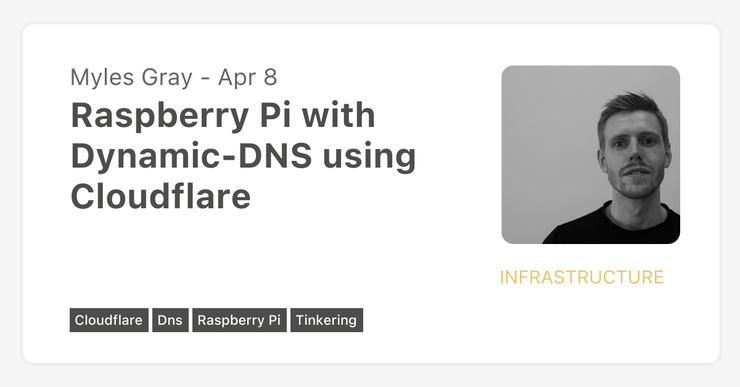 Myles Gray - Apr 8
Raspberry Pi with
Dynamic-DNS using
Cloudflare
INFRASTRUCTURE
Cloudflare Dns Raspberry Pi Tinkering